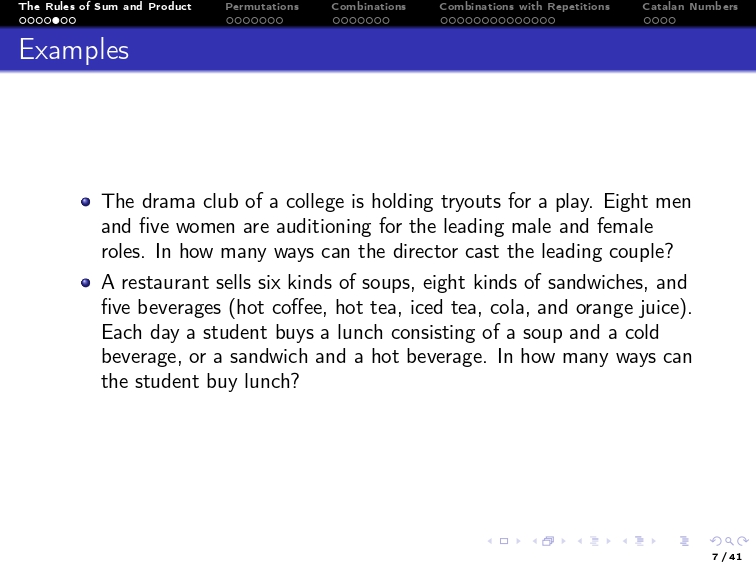 The Rules of Sum and Product Permutations Combinations Combinations with Repetitions Catalan Numbers
Examples
The drama club of a college is holding tryouts for a play. Eight men
and five women are auditioning for the leading male and female
roles. In how many ways can the director cast the leading couple?
A restaurant sells six kinds of soups, eight kinds of sandwiches, and
five beverages (hot coffee, hot tea, iced tea, cola, and orange juice).
Each day a student buys a lunch consisting of a soup and a cold
beverage, or a sandwich and a hot beverage. In how many ways can
the student buy lunch?
7 / 41